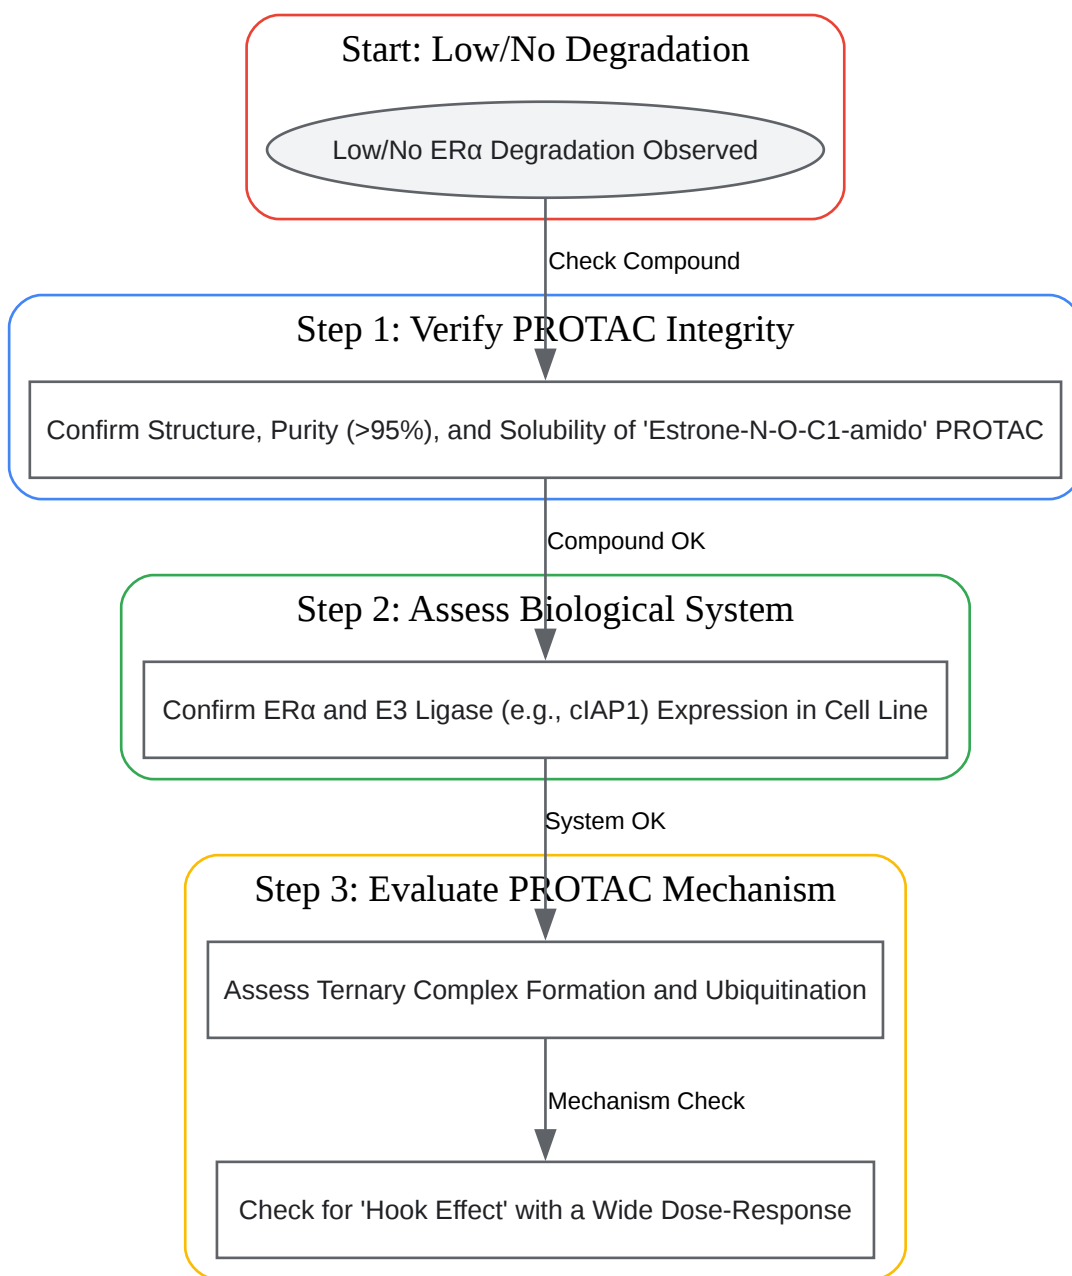 Start: Low/No Degradation
Low/No ERα Degradation Observed
Check Compound
Step 1: Verify PROTAC Integrity
Confirm Structure, Purity (>95%), and Solubility of 'Estrone-N-O-C1-amido' PROTAC
Compound OK
Step 2: Assess Biological System
Confirm ERα and E3 Ligase (e.g., cIAP1) Expression in Cell Line
System OK
Step 3: Evaluate PROTAC Mechanism
Assess Ternary Complex Formation and Ubiquitination
Mechanism Check
Check for 'Hook Effect' with a Wide Dose-Response